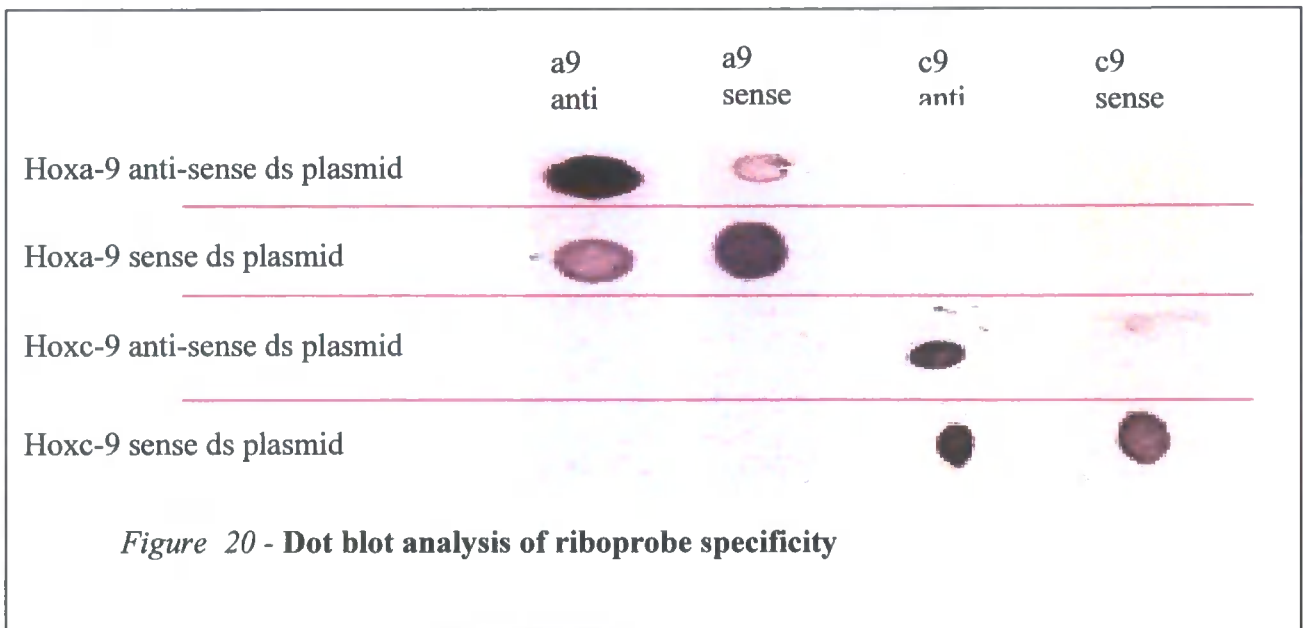 a9 a9 c9 c9
anti sense anti sense
Hoxa-9 anti-sense ds plasmid
Hoxa-9 sense ds plasmid
Hoxc-9 anti-sense ds plasmid
Hoxc-9 sense ds plasmid
Figure 20 - Dot blot analysis of riboprobe specificity